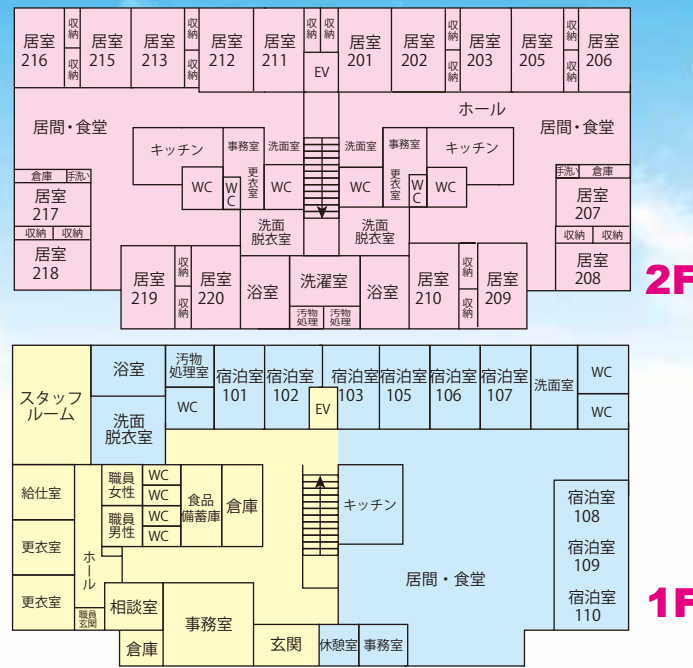 収納
収納
収納
収納
収納
収納
居室
216
居室
215
居室
213
居室
212
居室
211
居室
201
居室
202
居室
203
居室
205
居室
206
収納
収納
EV
収納
収納
ホール
居間・食堂
居間・食堂
キッチン
事務室
洗面室
洗面室
事務室
キッチン
更衣室
更衣室
WC
WC
WC
WC
WC
WC
倉庫
手洗い
手洗い
倉庫
居室
217
居室
207
収納
収納
収納
収納
居室
218
居室
208
洗面
脱衣室
洗面
脱衣室
居室
219
収納
収納
居室
220
浴室
洗濯室
浴室
居室
210
収納
収納
居室
209
汚物
処理
汚物
処理
2F
スタッフ
ルーム
浴室
汚物
処理室
宿泊室
101
宿泊室
102
宿泊室
103
宿泊室
105
宿泊室
106
宿泊室
107
洗面室
WC
WC
EV
洗面
脱衣室
WC
給仕室
職員
女性
WC
WC
食品
備蓄庫
倉庫
キッチン
宿泊室
108
更衣室
職員
男性
WC
WC
宿泊室
109
ホール
居間・食堂
更衣室
宿泊室
110
1F
職員
玄関
相談室
事務室
倉庫
玄関
休憩室
事務室